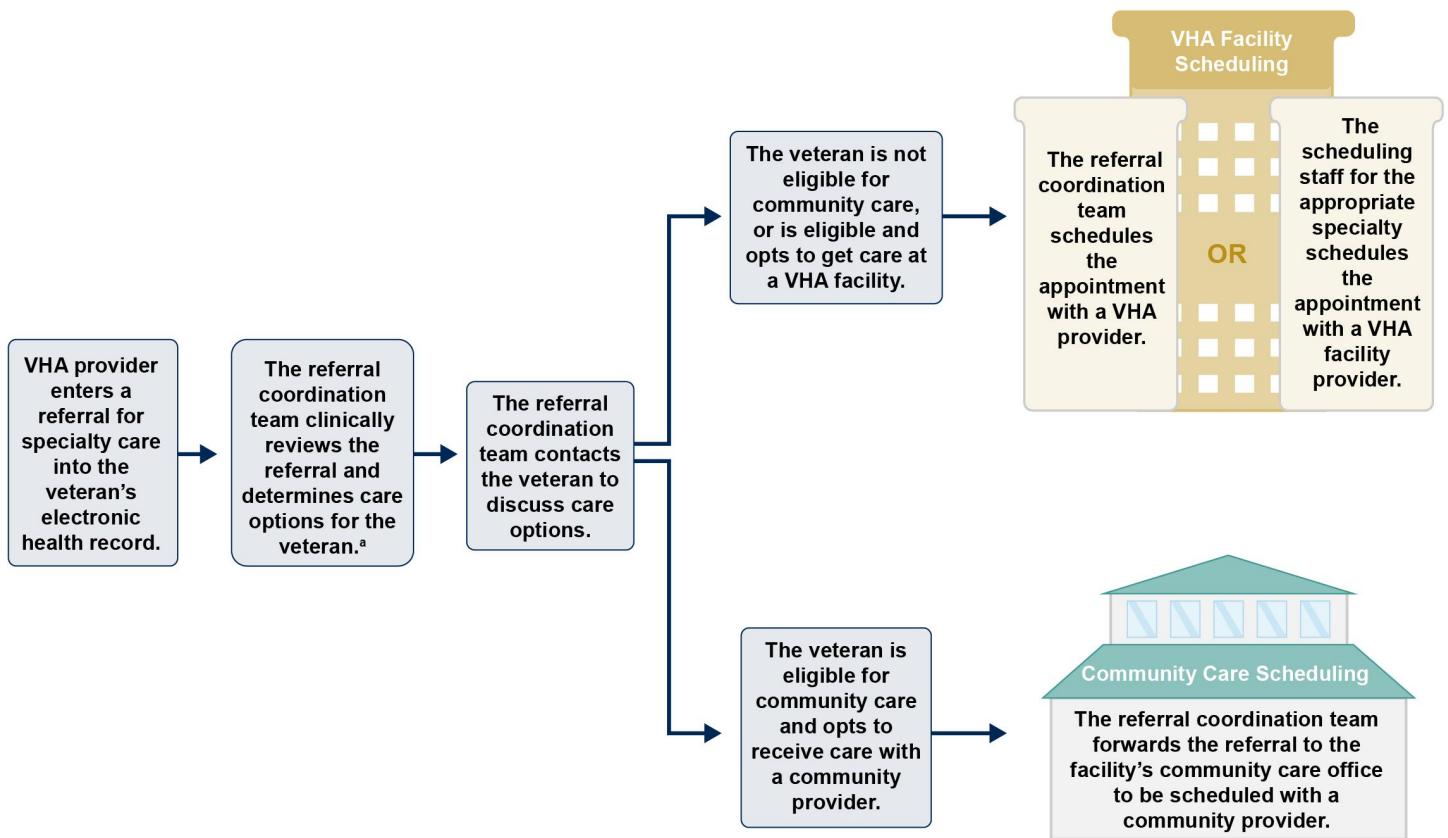 VHA provider
enters a
referral for
specialty care
into the
veteran’s
electronic
health record.
The referral
coordination
team clinically
reviews the
referral and
determines care
options for the
veteran.ᵃ
The referral
coordination
team contacts
the veteran to
discuss care
options.
The veteran is not
eligible for
community care,
or is eligible and
opts to get care at
a VHA facility.
VHA Facility
Scheduling
The referral
coordination
team
schedules
the
appointment
with a VHA
provider.
OR
The
scheduling
staff for the
appropriate
specialty
schedules
the
appointment
with a VHA
facility
provider.
The veteran is
eligible for
community care
and opts to
receive care with
a community
provider.
Community Care Scheduling
The referral coordination team
forwards the referral to the
facility’s community care office
to be scheduled with a
community provider.